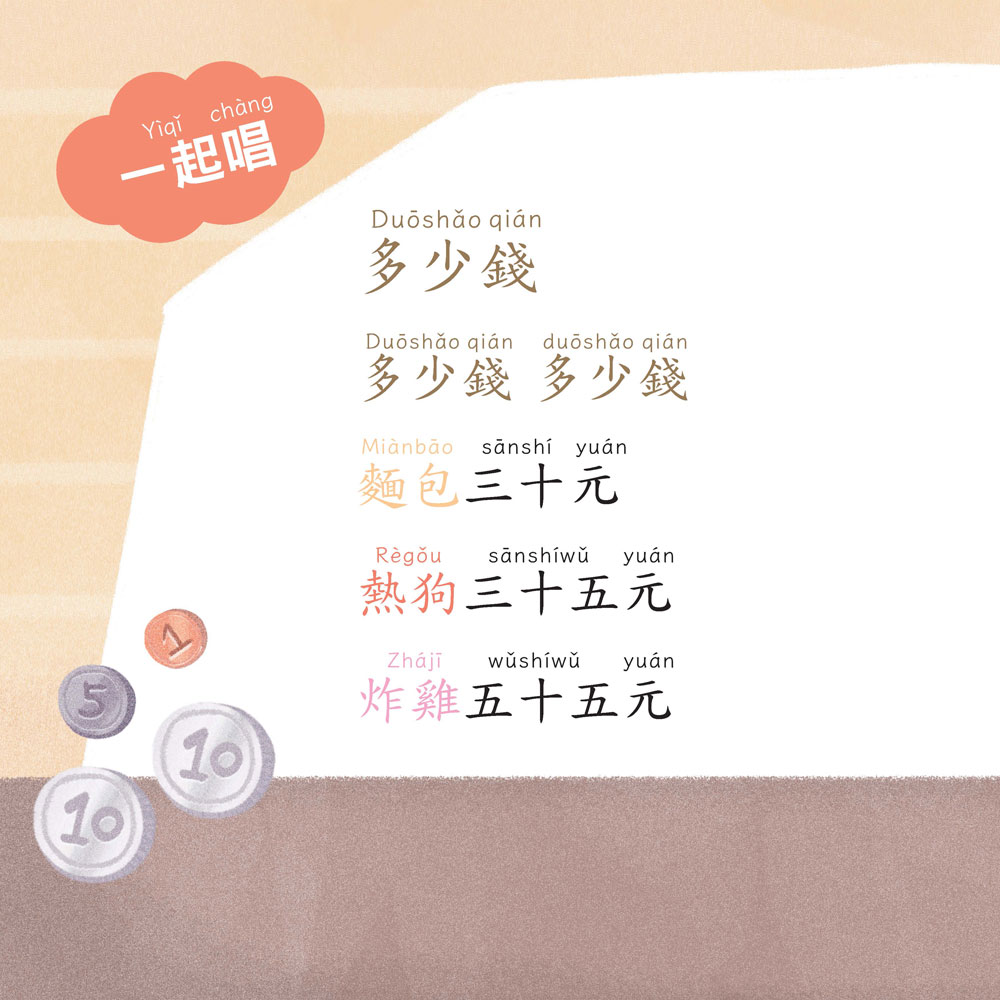 Yìqǐ chàng
一起唱
Duōshǎo qián
多少錢
Duōshǎo qián duōshǎo qián
多少錢 多少錢
Miànbāo sānshí yuán
麵包三十元
Règǒu sānshíwǔ yuán
熱狗三十五元
Zhájī wǔshíwǔ yuán
炸雞五十五元
1
5
10
10